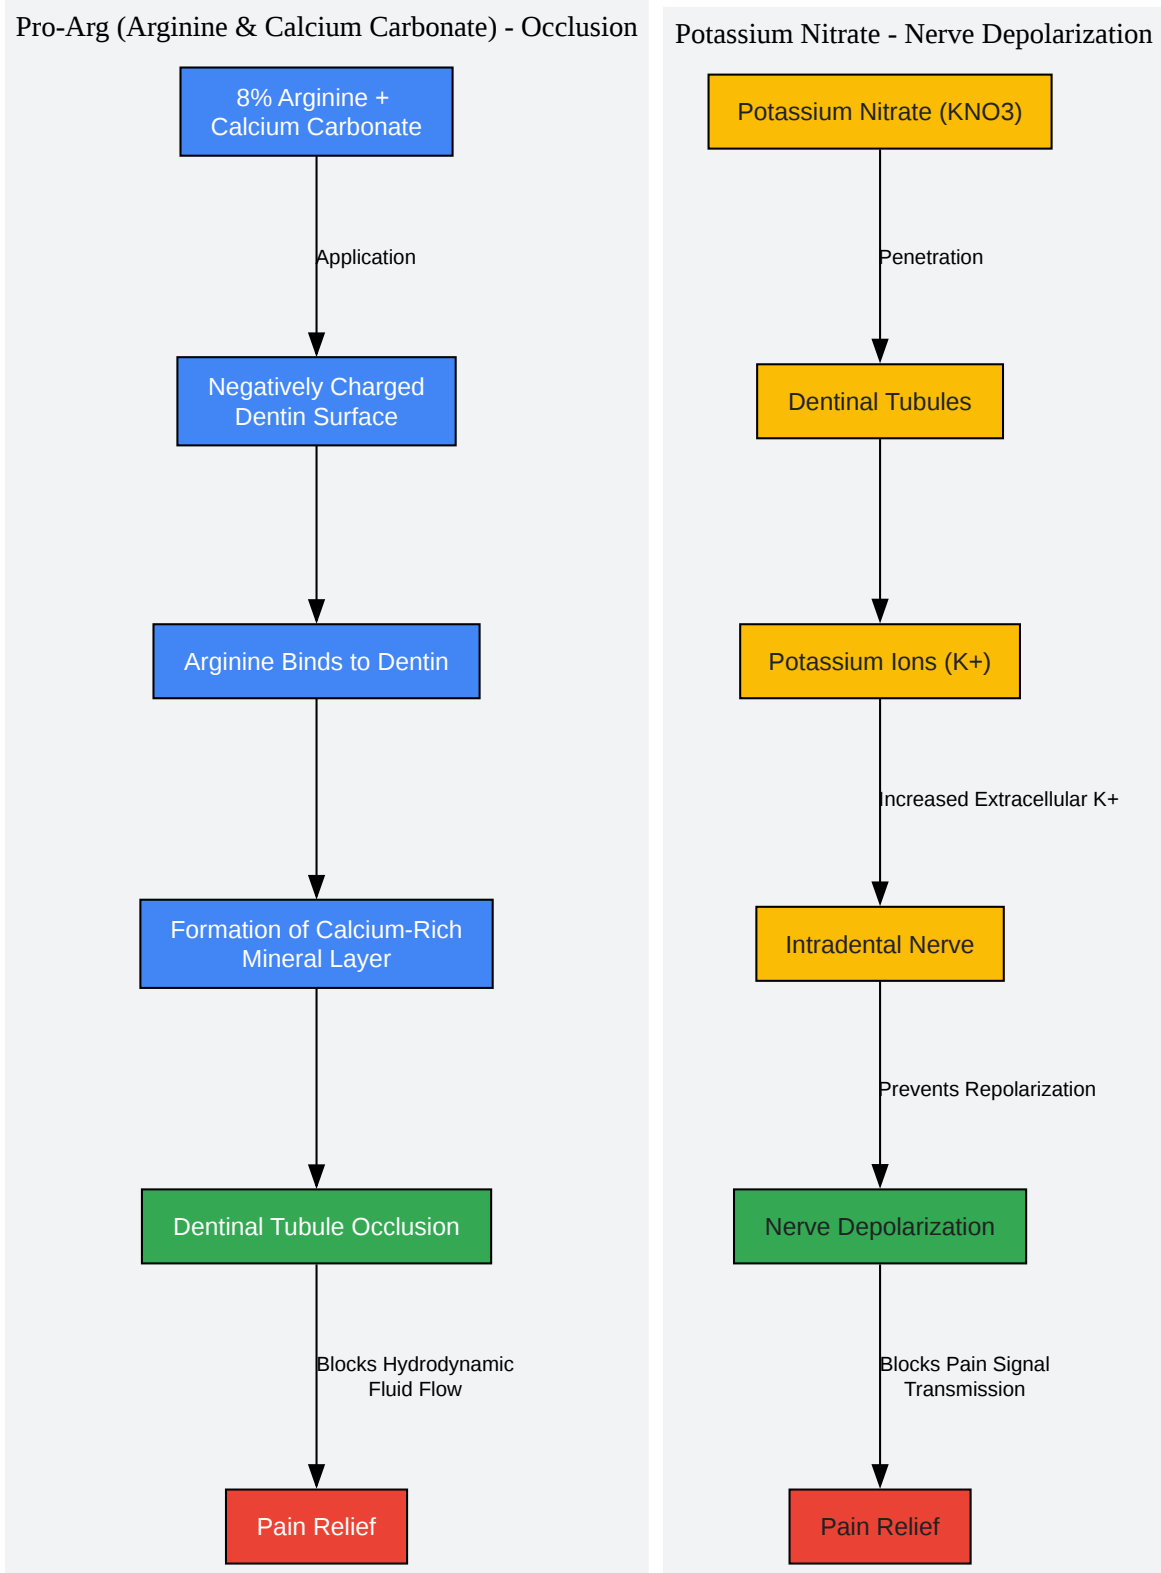 Pro-Arg (Arginine & Calcium Carbonate) - Occlusion
8% Arginine +
Calcium Carbonate
Application
Negatively Charged
Dentin Surface
Arginine Binds to Dentin
Formation of Calcium-Rich
Mineral Layer
Dentinal Tubule Occlusion
Blocks Hydrodynamic
Fluid Flow
Pain Relief
Potassium Nitrate - Nerve Depolarization
Potassium Nitrate (KNO3)
Penetration
Dentinal Tubules
Potassium Ions (K+)
Increased Extracellular K+
Intradental Nerve
Prevents Repolarization
Nerve Depolarization
Blocks Pain Signal
Transmission
Pain Relief